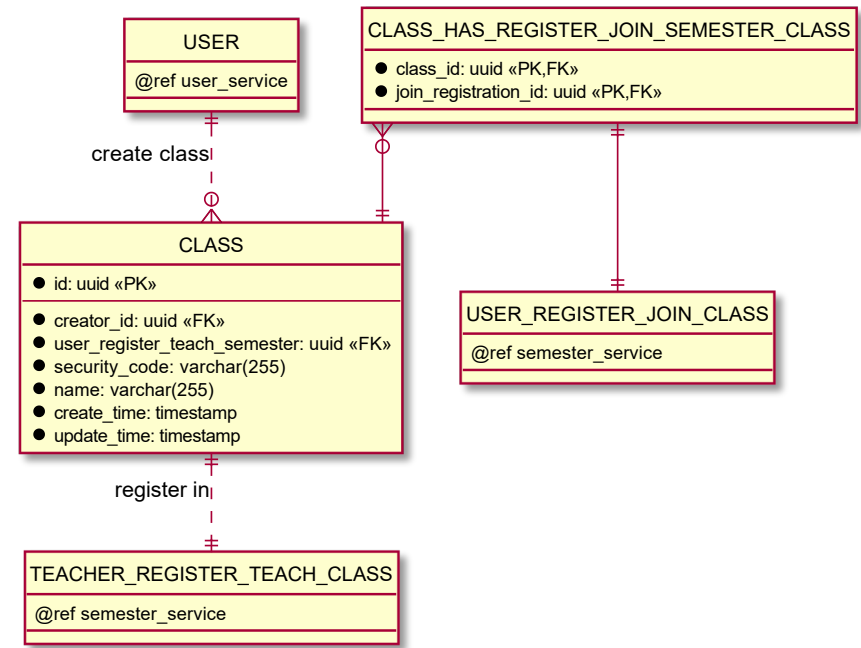 USER
@ref user_service
CLASS_HAS_REGISTER_JOIN_SEMESTER_CLASS
class_id: uuid «PK,FK»
join_registration_id: uuid «PK,FK»
create class
CLASS
id: uuid «PK»
creator_id: uuid «FK»
user_register_teach_semester: uuid «FK»
security_code: varchar(255)
name: varchar(255)
create_time: timestamp
update_time: timestamp
USER_REGISTER_JOIN_CLASS
@ref semester_service
register in
TEACHER_REGISTER_TEACH_CLASS
@ref semester_service